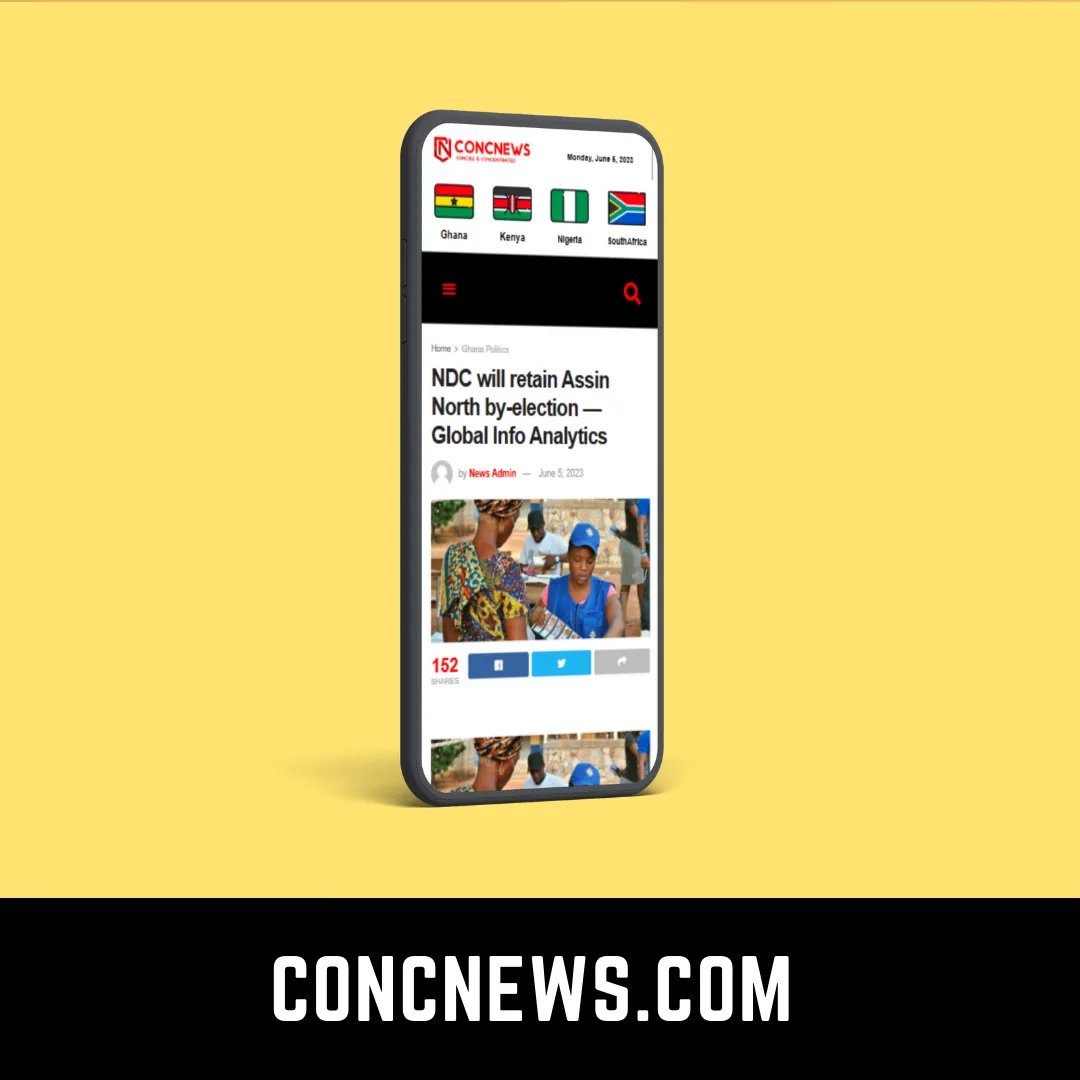 CONCNEWS
CONCISE & CONCENTRATED
Monday, June 5, 2023
Ghana
Kenya
Nigeria
SouthAfrica
Home > Ghana Politics
NDC will retain Assin
North by-election —
Global Info Analytics
by News Admin — June 5, 2023
152
SHARES
CONCNEWS.COM